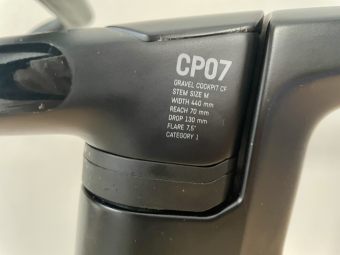 CP07
GRAVEL COCKPIT CF
STEM SIZE M
WIDTH 440 mm
REACH 70 mm
DROP 130 mm
FLARE 7,5°
CATEGORY 1